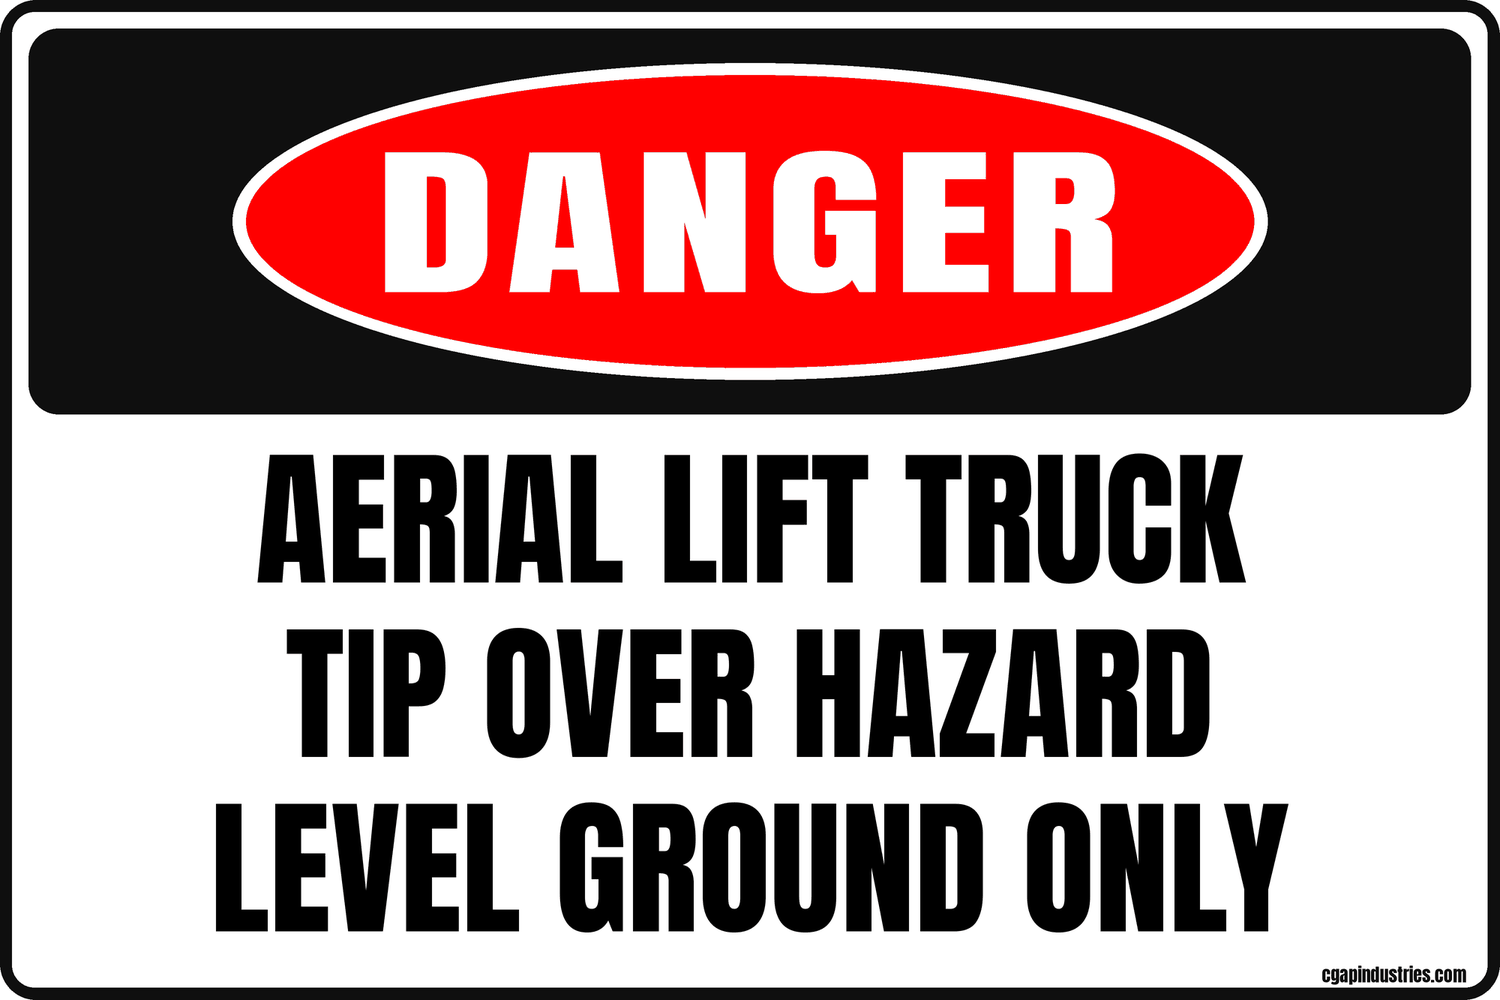 DANGER
AERIAL LIFT TRUCK
TIP OVER HAZARD
LEVEL GROUND ONLY
cgapindustries.com